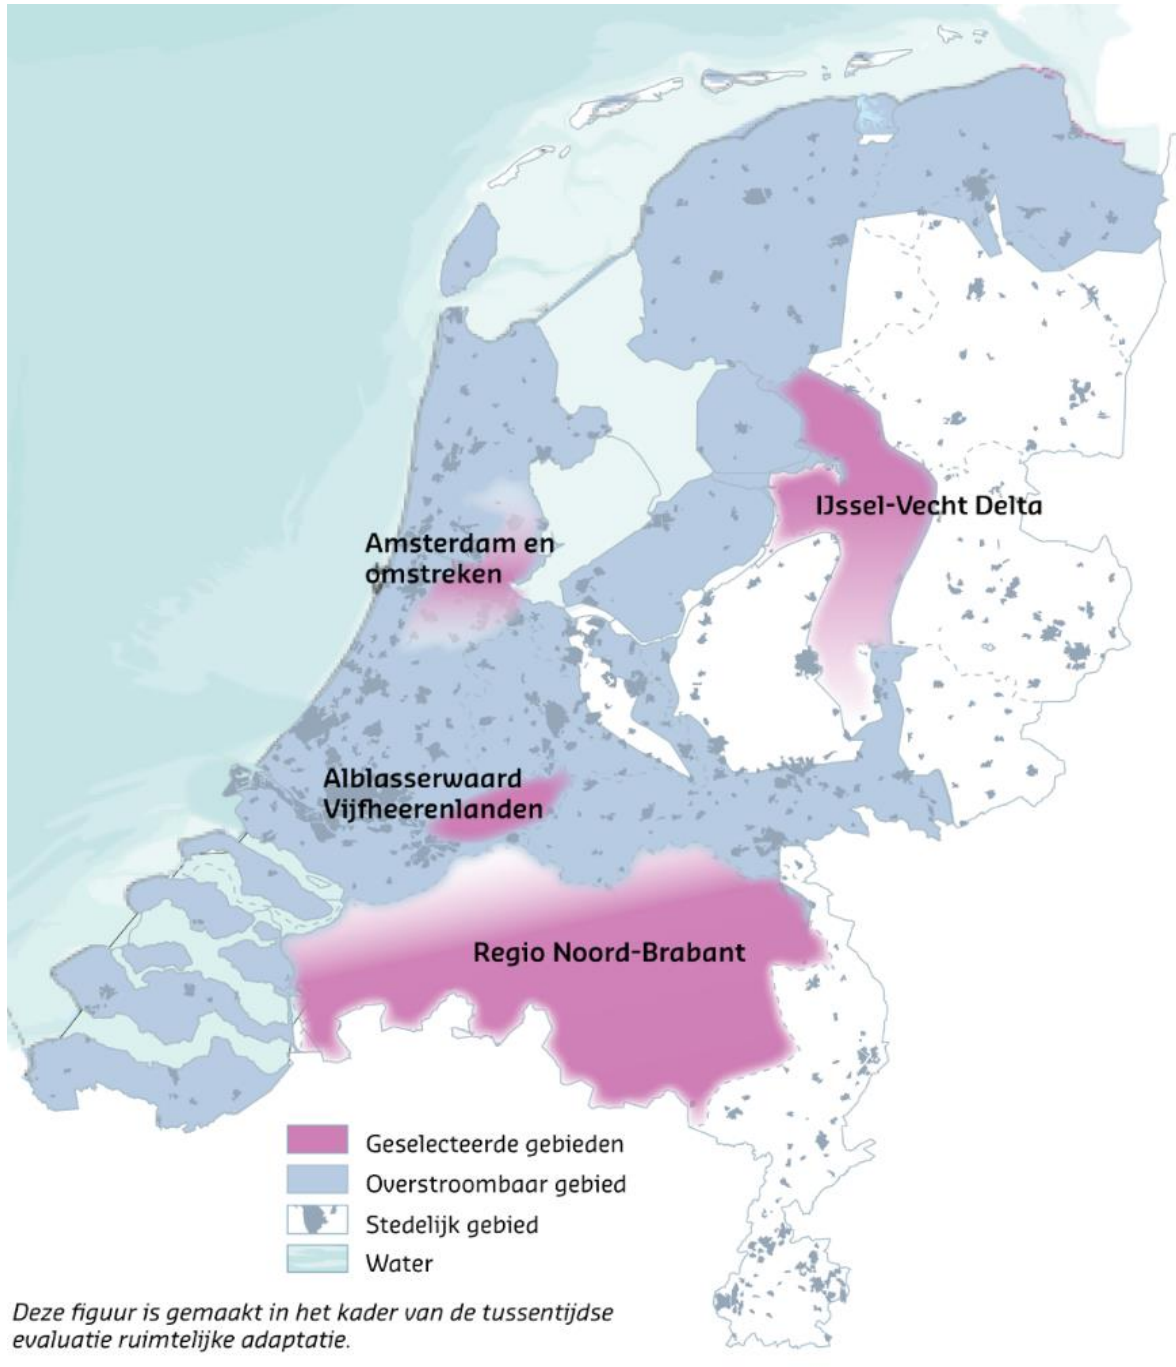 IJssel-Vecht Delta
Amsterdam en
omstreken
Alblasserwaard
Vijfheerenlanden
Regio Noord-Brabant
Geselecteerde gebieden
Overstroombaar gebied
Stedelijk gebied
Water
Deze figuur is gemaakt in het kader van de tussentijdse
evaluatie ruimtelijke adaptatie.